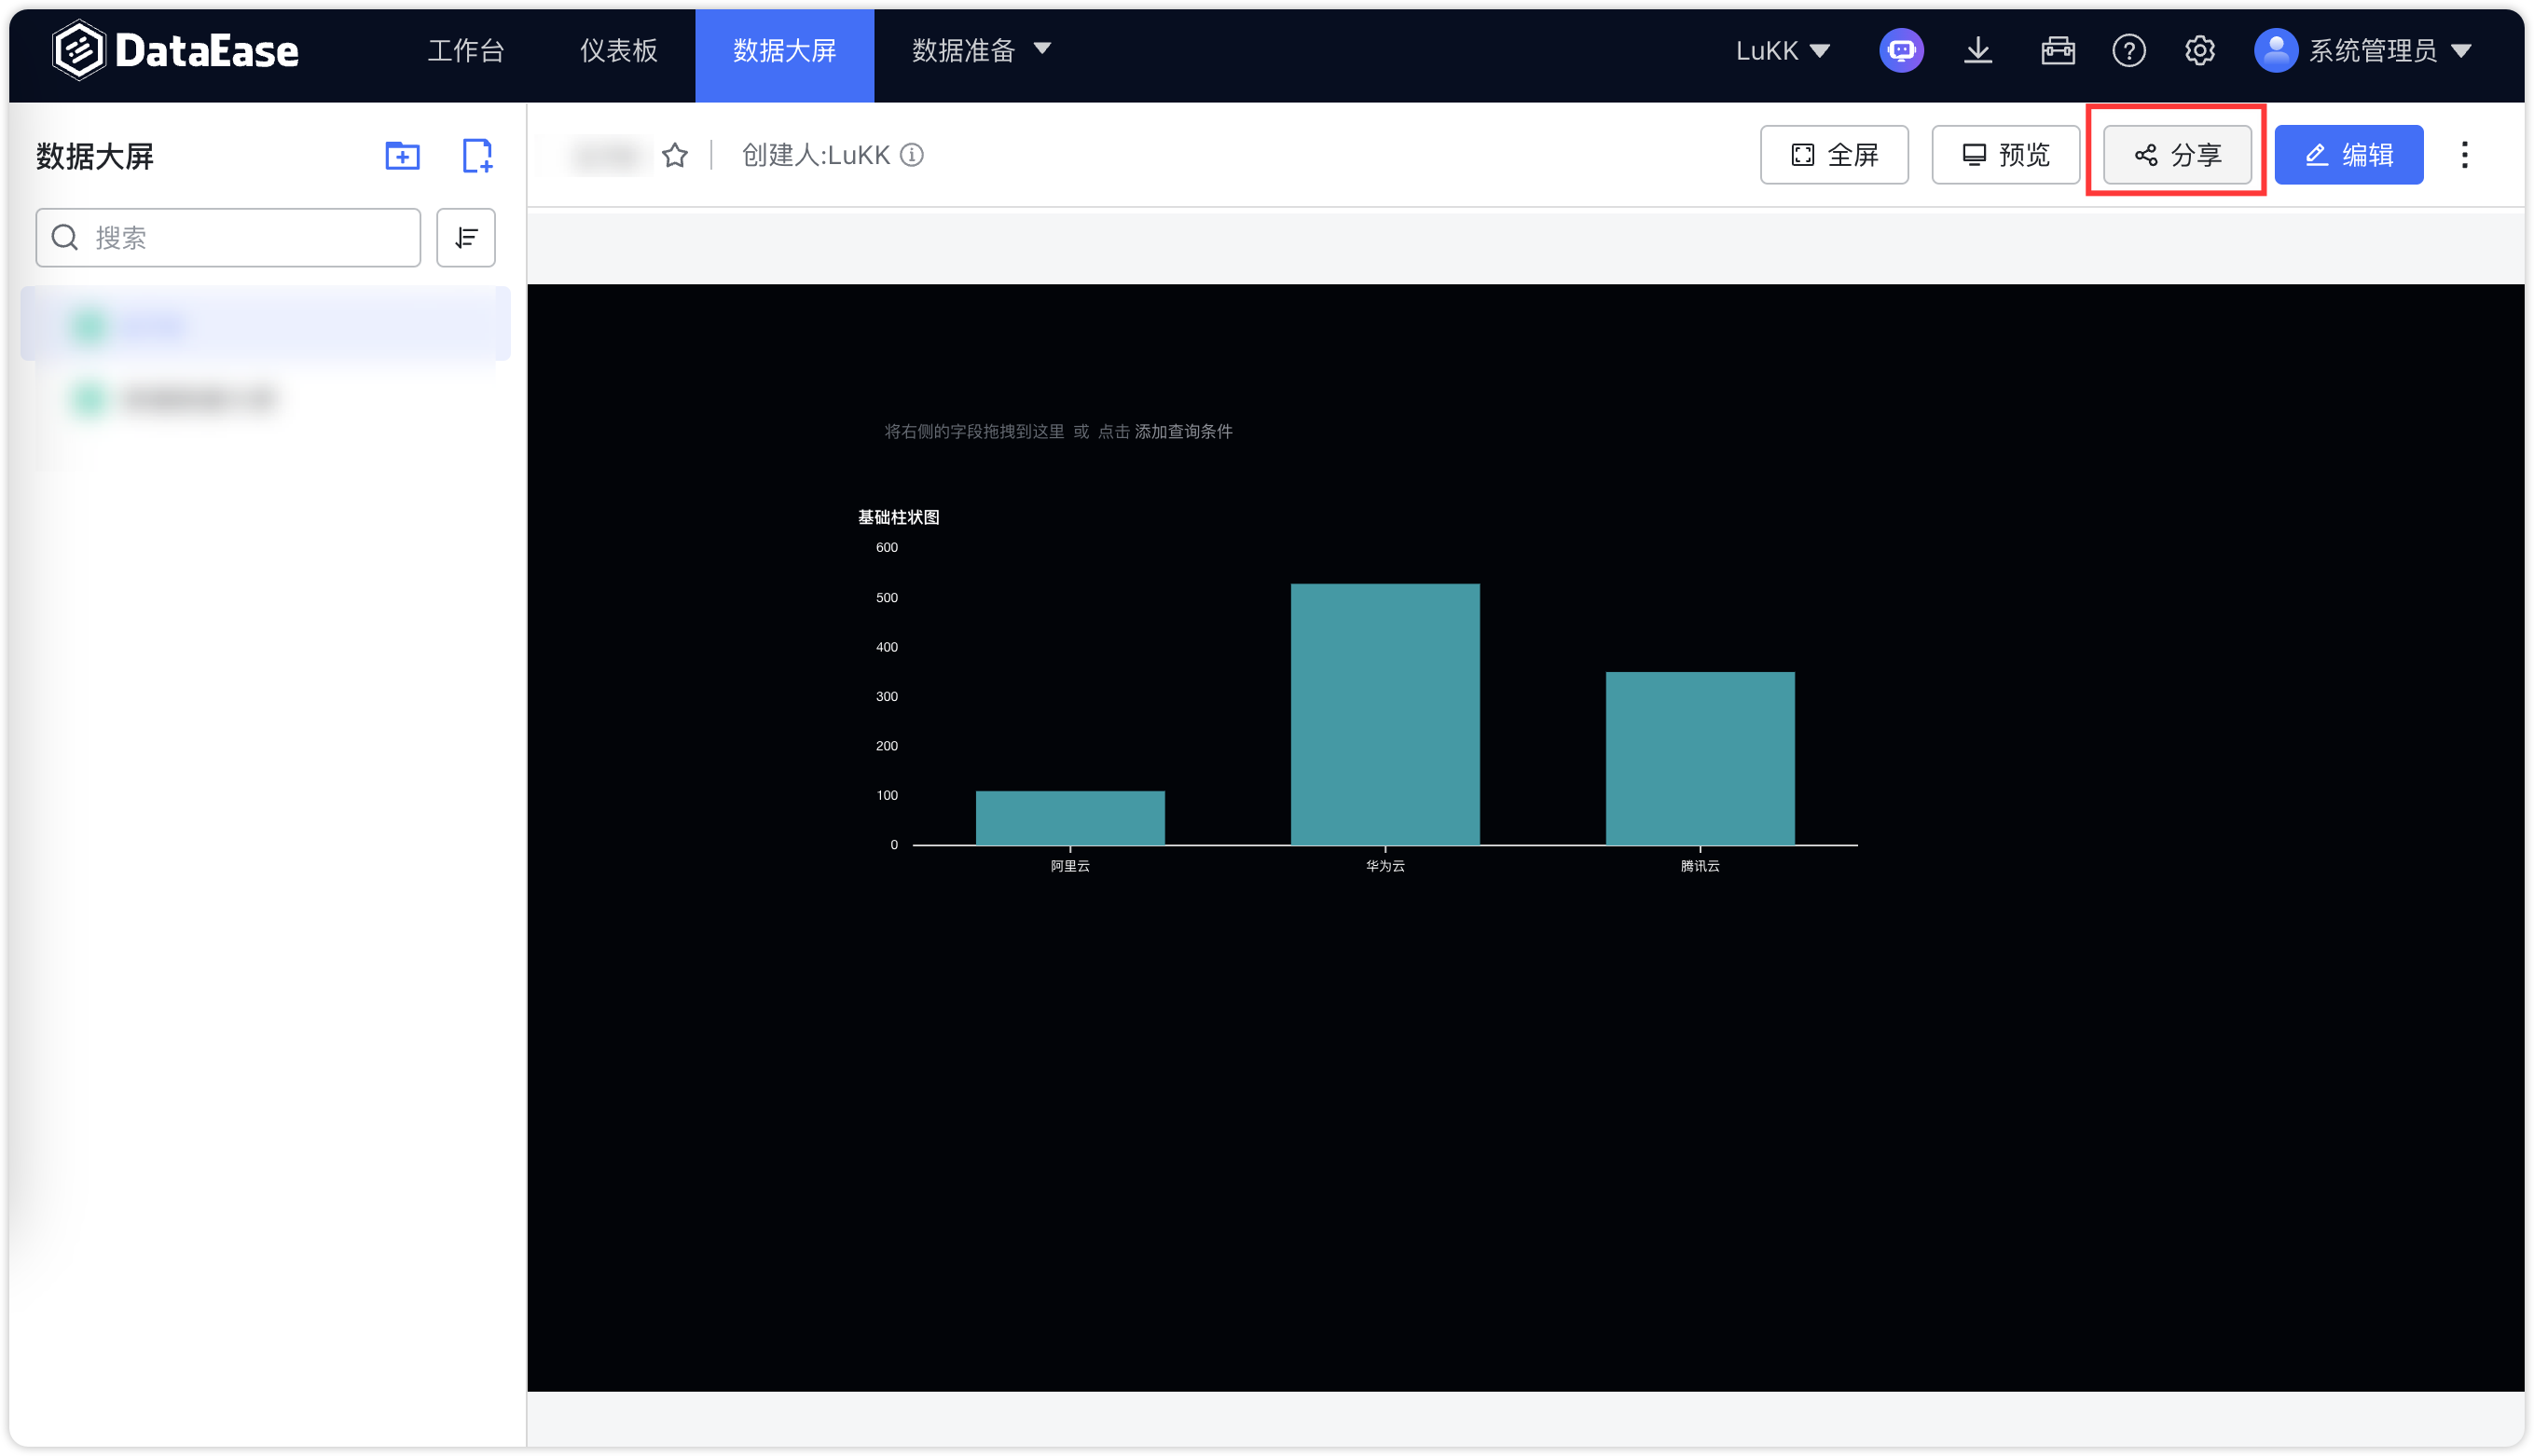 DataEase 工作台 仪表板 数据大屏 数据准备 LuKK 系统管理员
数据大屏
创建人:LuKK 全屏 预览 分享 编辑
搜索
将右侧的字段拖拽到这里 或 点击 添加查询条件
基础柱状图
600
500
400
300
200
100
0
阿里云 华为云 腾讯云